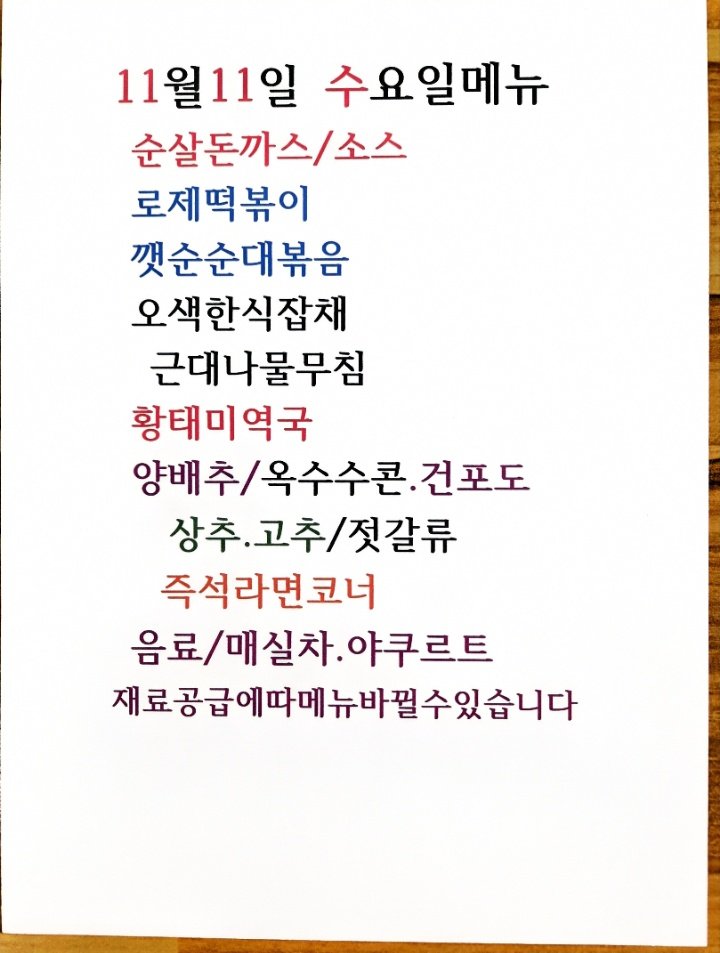 11월11일 수요일메뉴
순살돈까스/소스
로제떡볶이
깻순순대볶음
오색한식잡채
근대나물무침
황태미역국
양배추/옥수수콘.건포도
상추.고추/젓갈류
즉석라면코너
음료/매실차.야쿠르트
재료공급에따메뉴바뀔수있습니다